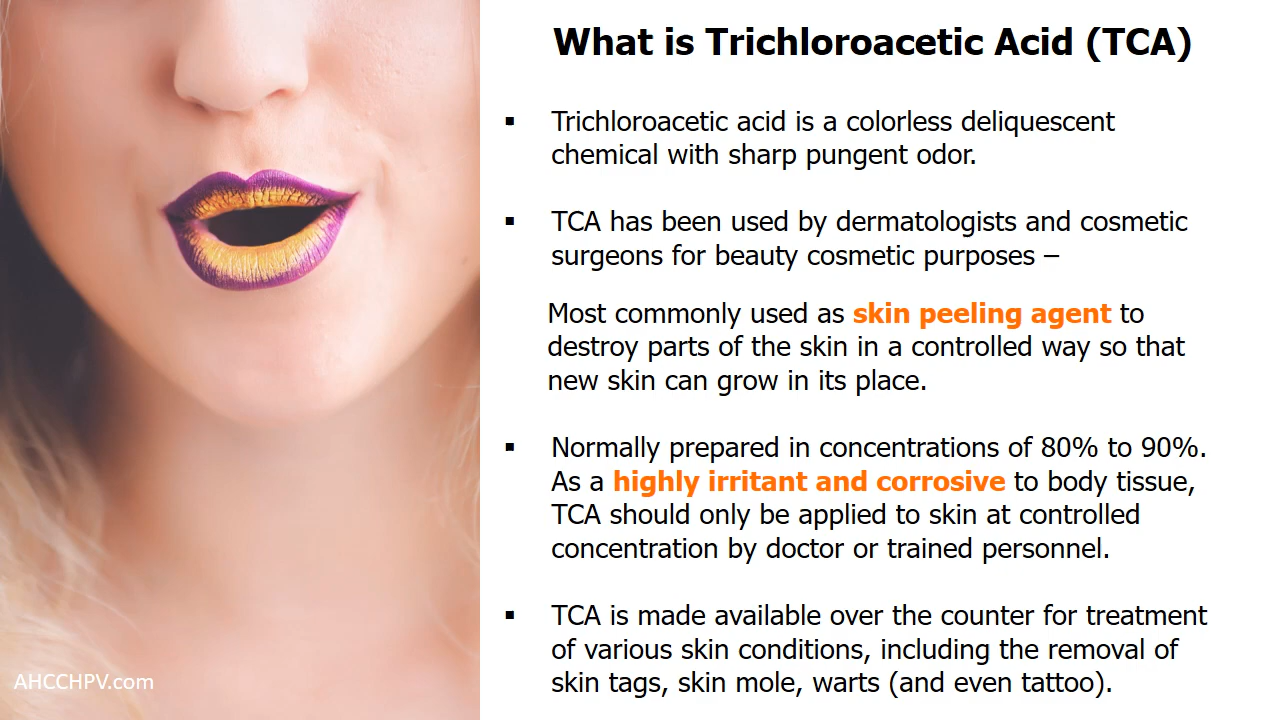 What is Trichloroacetic Acid (TCA)
▪ Trichloroacetic acid is a colorless deliquescent
chemical with sharp pungent odor.
▪ TCA has been used by dermatologists and cosmetic
surgeons for beauty cosmetic purposes –
Most commonly used as skin peeling agent to
destroy parts of the skin in a controlled way so that
new skin can grow in its place.
▪ Normally prepared in concentrations of 80% to 90%.
As a highly irritant and corrosive to body tissue,
TCA should only be applied to skin at controlled
concentration by doctor or trained personnel.
▪ TCA is made available over the counter for treatment
of various skin conditions, including the removal of
skin tags, skin mole, warts (and even tattoo).
AHCCHPV.com